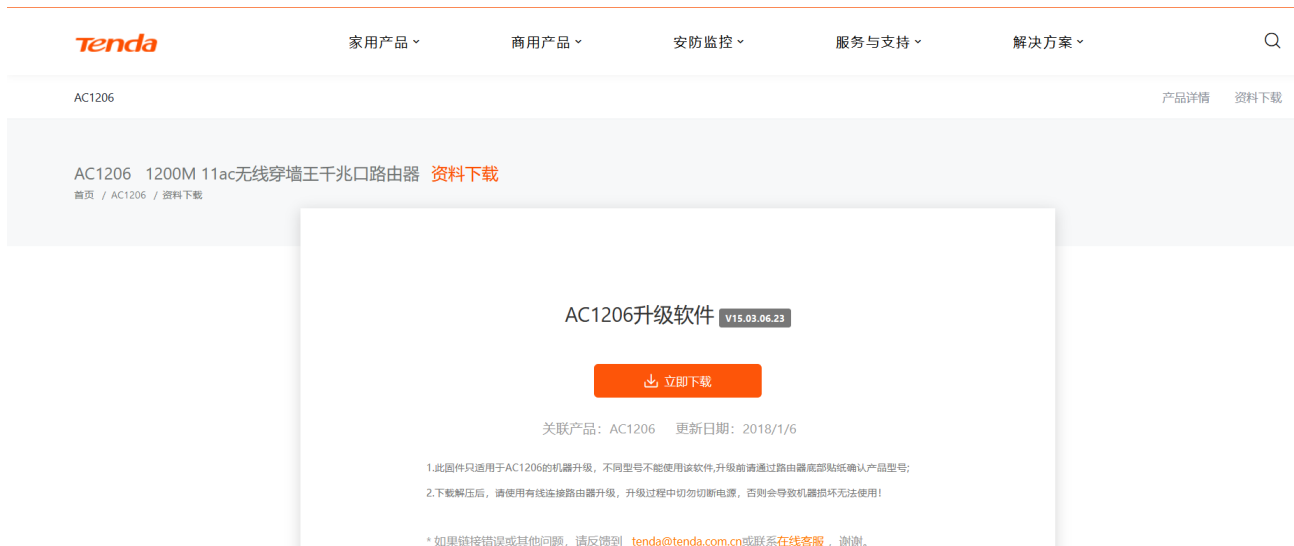 Tenda 家用产品 商用产品 安防监控 服务与支持 解决方案
AC1206 产品详情 资料下载
AC1206 1200M 11ac无线穿墙王千兆口路由器 资料下载
首页 / AC1206 / 资料下载
AC1206升级软件 V15.03.06.23
立即下载
关联产品：AC1206 更新日期：2018/1/6
1.此固件只适用于AC1206的机器升级，不同型号不能使用该软件,升级前请通过路由器底部贴纸确认产品型号;
2.下载解压后，请使用有线连接路由器升级，升级过程中切勿切断电源，否则会导致机器损坏无法使用！
* 如果链接错误或其他问题，请反馈到 tenda@tenda.com.cn或联系在线客服 ，谢谢。